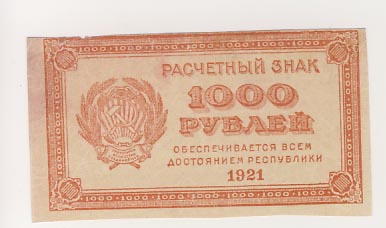 РАСЧЕТНЫЙ ЗНАК
1000
РУБЛЕЙ
ОБЕСПЕЧИВАЕТСЯ ВСЕМ
ДОСТОЯНИЕМ РЕСПУБЛИКИ
1921